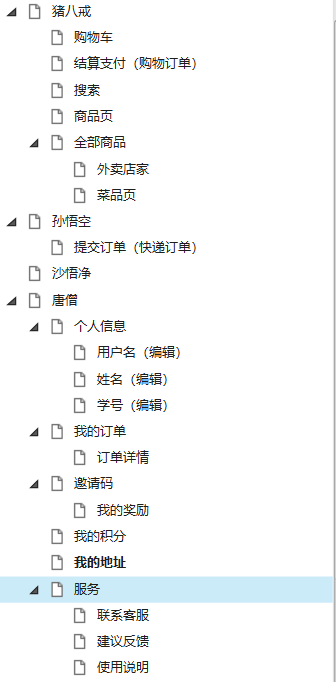 猪八戒
购物车
结算支付（购物订单）
搜索
商品页
全部商品
外卖店家
菜品页
孙悟空
提交订单（快递订单）
沙悟净
唐僧
个人信息
用户名（编辑）
姓名（编辑）
学号（编辑）
我的订单
订单详情
邀请码
我的奖励
我的积分
我的地址
服务
联系客服
建议反馈
使用说明